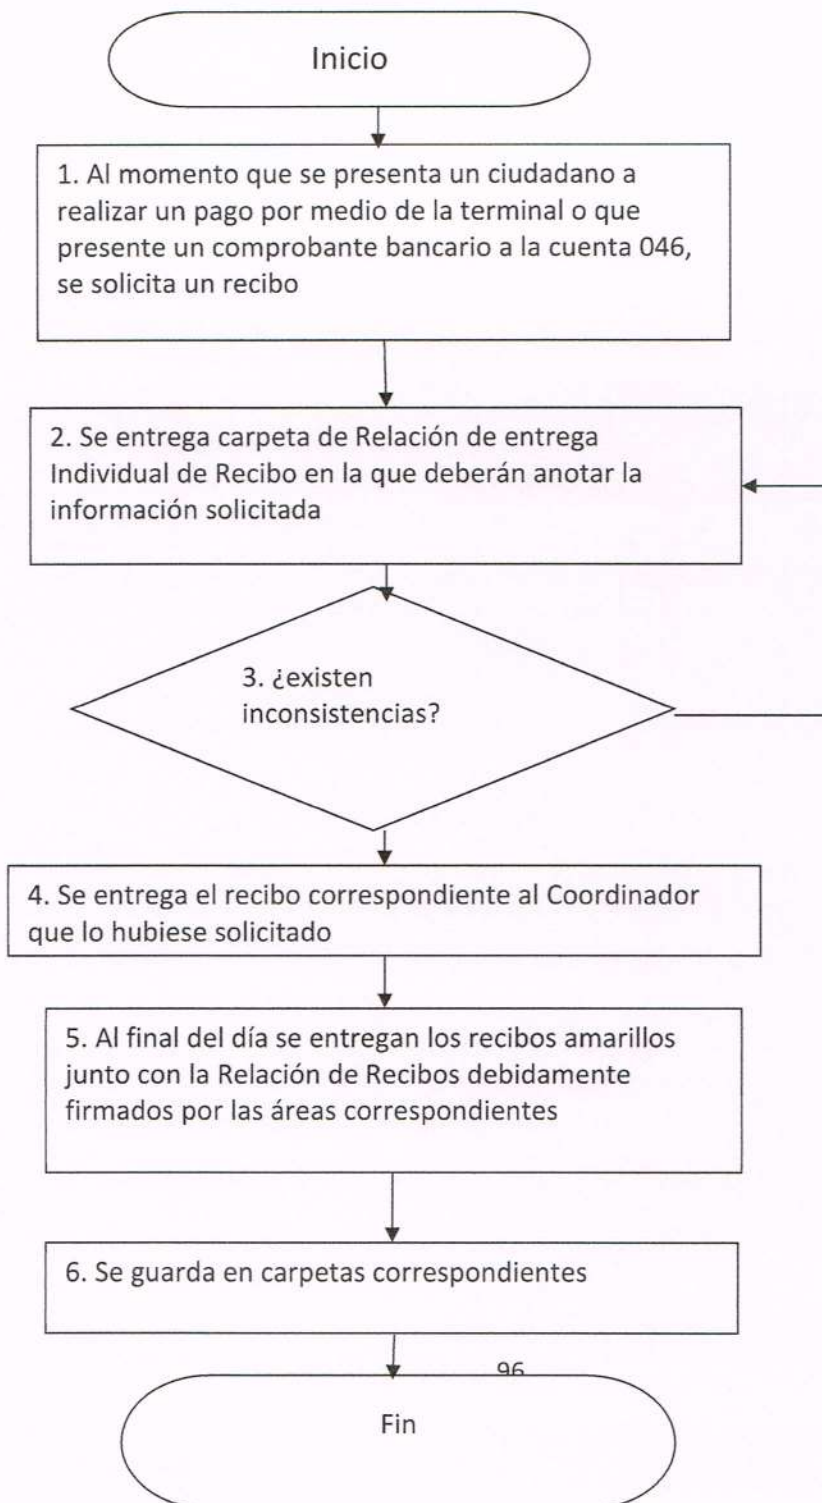 Inicio
1. Al momento que se presenta un ciudadano a
realizar un pago por medio de la terminal o que
presente un comprobante bancario a la cuenta 046,
se solicita un recibo
2. Se entrega carpeta de Relación de entrega
Individual de Recibo en la que deberán anotar la
información solicitada
3. ¿existen
inconsistencias?
4. Se entrega el recibo correspondiente al Coordinador
que lo hubiese solicitado
5. Al final del día se entregan los recibos amarillos
junto con la Relación de Recibos debidamente
firmados por las áreas correspondientes
6. Se guarda en carpetas correspondientes
96
Fin